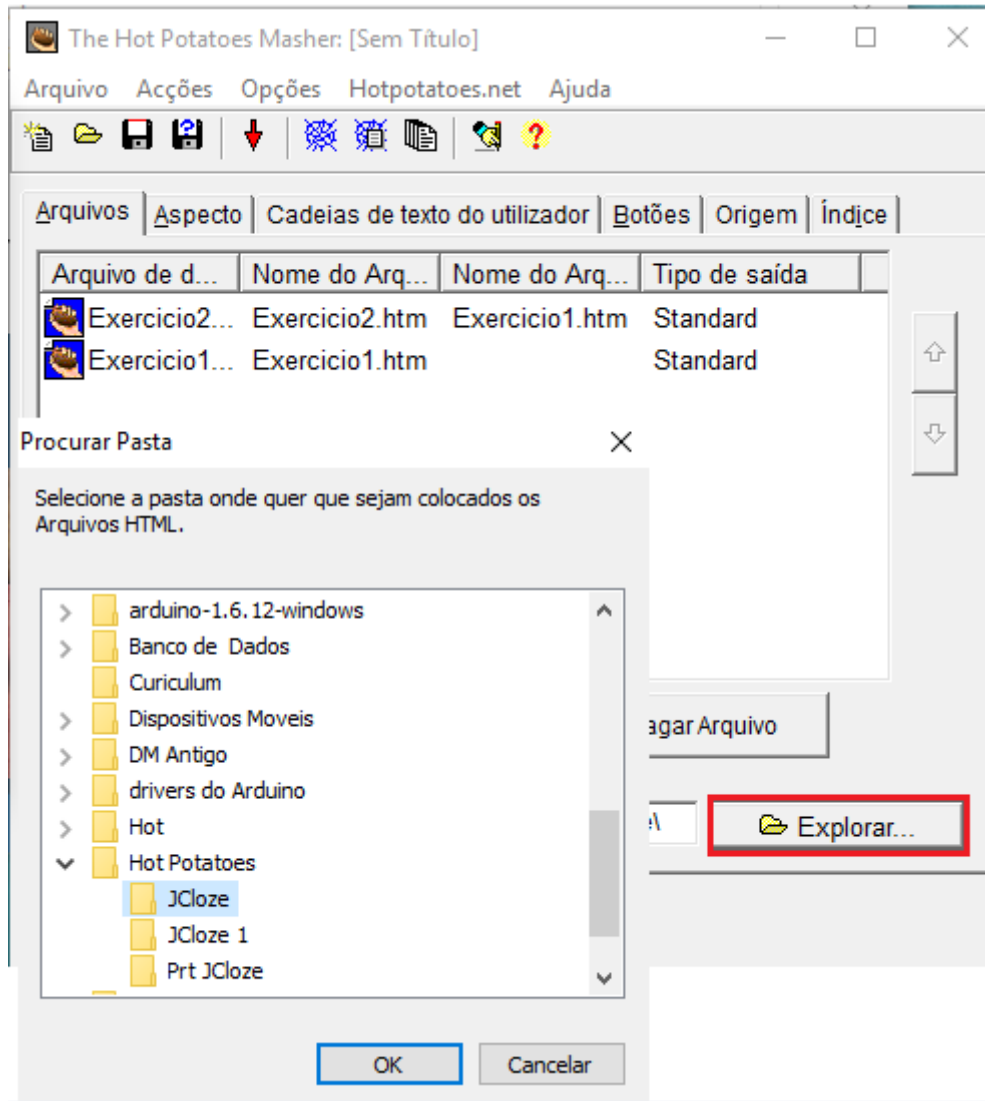 The Hot Potatoes Masher: [Sem Título]
Arquivo Acções Opções Hotpotatoes.net Ajuda
Arquivos Aspecto Cadeias de texto do utilizador Botões Origem Índice
Arquivo de d... Nome do Arq... Nome do Arq... Tipo de saída
Exercicio2... Exercicio2.htm Exercicio1.htm Standard
Exercicio1... Exercicio1.htm Standard
Procurar Pasta
Selecione a pasta onde quer que sejam colocados os
Arquivos HTML.
arduino-1.6.12-windows
Banco de Dados
Curiculum
Dispositivos Moveis
DM Antigo
drivers do Arduino
Hot
Hot Potatoes
JCloze
JCloze 1
Prt JCloze
agar Arquivo
Explorar...
OK Cancelar